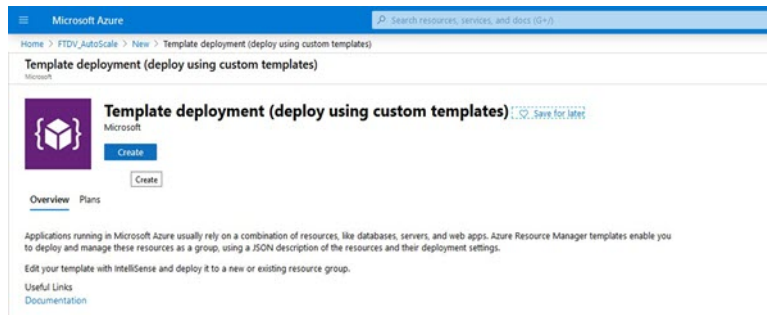 Microsoft Azure
Search resources, services, and docs (G+/)
Home > FTDV_AutoScale > New > Template deployment (deploy using custom templates)
Template deployment (deploy using custom templates)
Microsoft
Template deployment (deploy using custom templates)
Save for later
Microsoft
Create
Create
Overview Plans
Applications running in Microsoft Azure usually rely on a combination of resources, like databases, servers, and web apps. Azure Resource Manager templates enable you
to deploy and manage these resources as a group, using a JSON description of the resources and their deployment settings.
Edit your template with IntelliSense and deploy it to a new or existing resource group.
Useful Links
Documentation